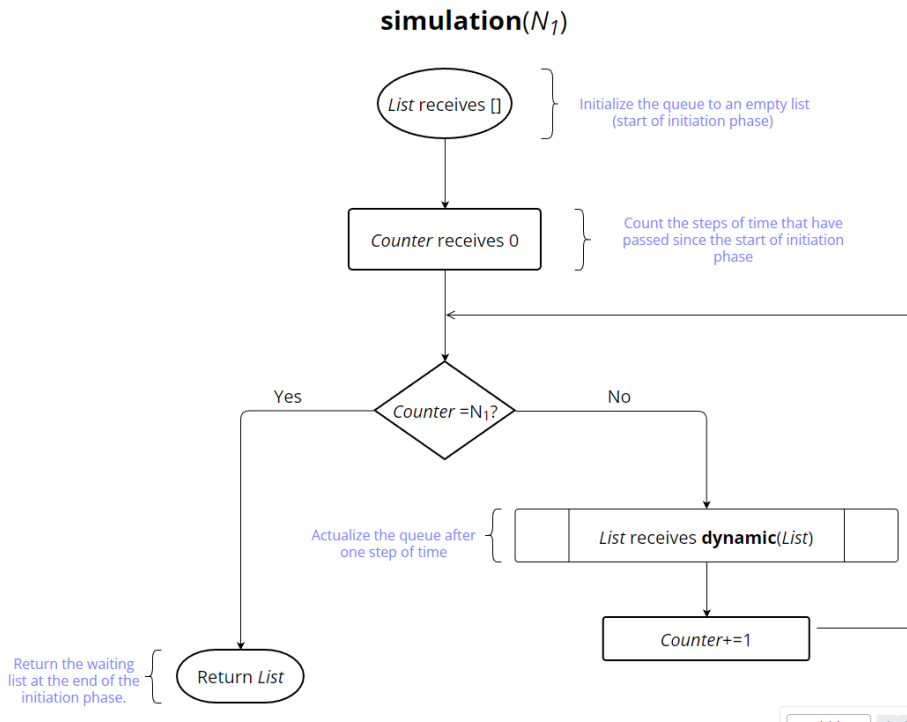 simulation(N1)
List receives []
Initialize the queue to an empty list
(start of initiation phase)
Counter receives 0
Count the steps of time that have
passed since the start of initiation
phase
Yes
Counter =N1?
No
Actualize the queue after
one step of time
List receives dynamic(List)
Counter+=1
Return the waiting
list at the end of the
initiation phase.
Return List